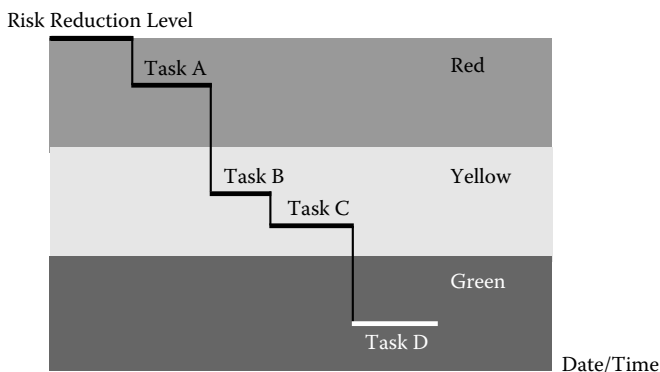 Risk Reduction Level
Task A
Red
Task B
Yellow
Task C
Green
Task D
Date/Time